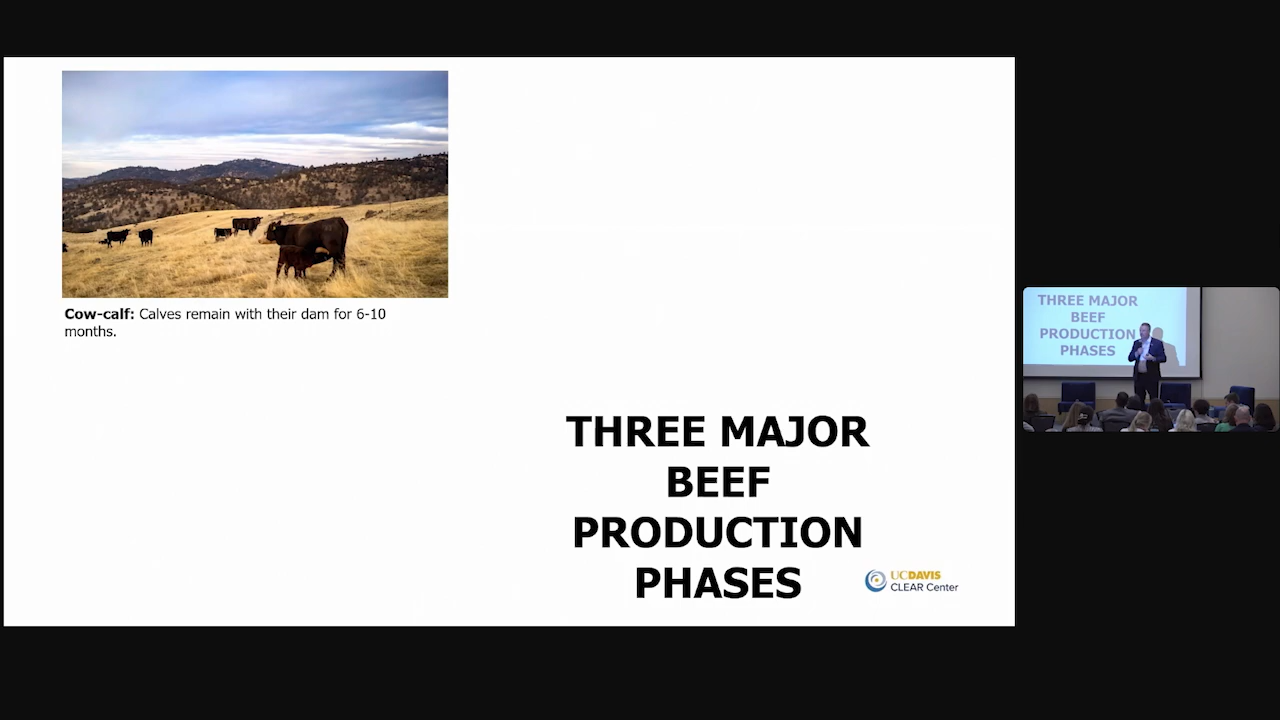 Cow-calf: Calves remain with their dam for 6-10
months.
THREE MAJOR
BEEF
PRODUCTION
PHASES
UCDAVIS
CLEAR Center
THREE MAJOR
BEEF
PRODUCTION
PHASES